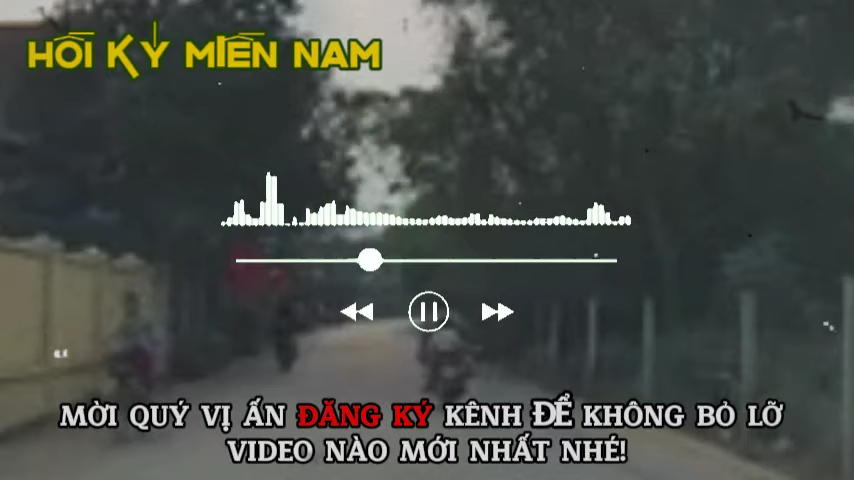 HỒI KÝ MIỀN NAM
MỜI QUÝ VỊ ẤN ĐĂNG KÝ KÊNH ĐỂ KHÔNG BỎ LỠ
VIDEO NÀO MỚI NHẤT NHÉ!